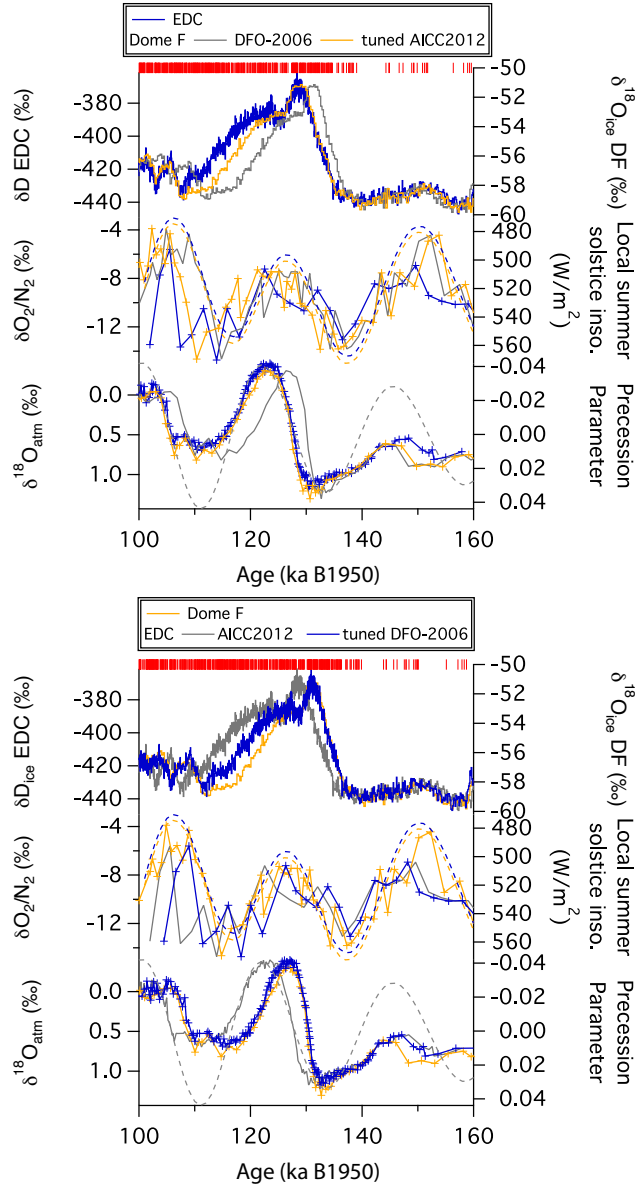 EDC
Dome F DFO-2006 tuned AICC2012
-380
-400
-420
-440
δD EDC (‰)
-50
-52
-54
-56
-58
-60
δ18Oice DF (‰)
-4
-8
-12
δO2/N2 (‰)
480
500
520
540
560
Local summer
solstice inso.
(W/m2)
0.0
0.5
1.0
δ18Oatm (‰)
-0.04
-0.02
0.00
0.02
0.04
Precession
Parameter
100 120 140 160
Age (ka B1950)
Dome F
EDC AICC2012 tuned DFO-2006
-380
-400
-420
-440
δDice EDC (‰)
-50
-52
-54
-56
-58
-60
δ18Oice DF (‰)
-4
-8
-12
δO2/N2 (‰)
480
500
520
540
560
Local summer
solstice inso.
(W/m2)
0.0
0.5
1.0
δ18Oatm (‰)
-0.04
-0.02
0.00
0.02
0.04
Precession
Parameter
100 120 140 160
Age (ka B1950)